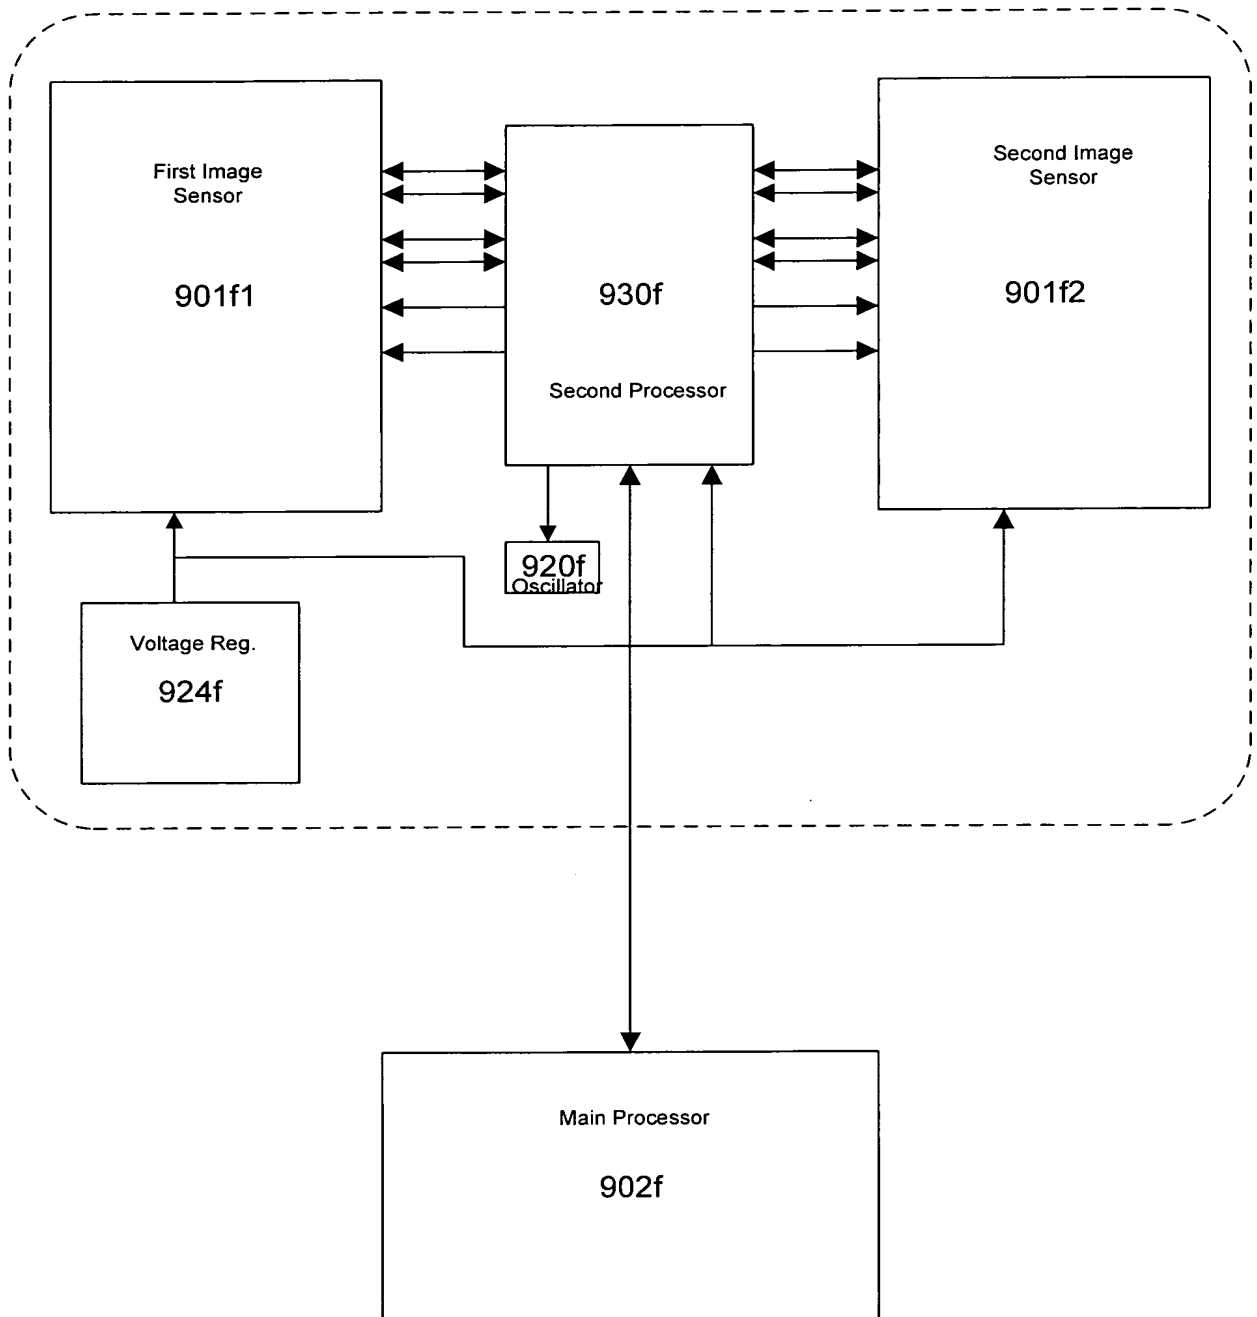 First Image
Sensor
901f1
930f
Second Processor
Second Image
Sensor
901f2
920f
Oscillator
Voltage Reg.
924f
Main Processor
902f